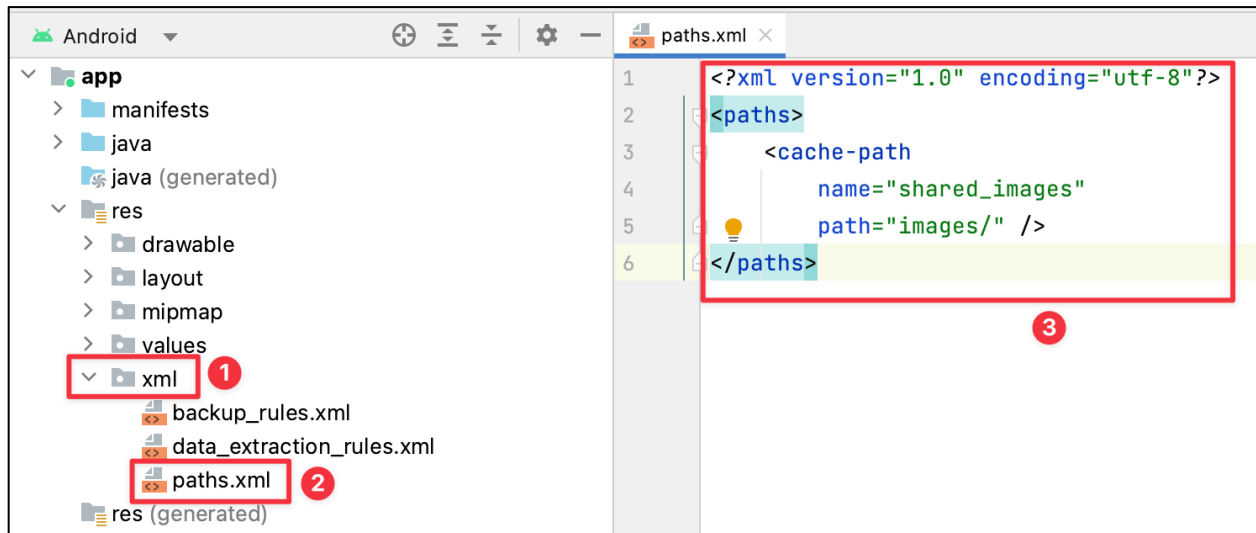 Android
app
manifests
java
java (generated)
res
drawable
layout
mipmap
values
xml
1
backup_rules.xml
data_extraction_rules.xml
paths.xml
2
res (generated)
paths.xml
1 <?xml version="1.0" encoding="utf-8"?>
2 <paths>
3 <cache-path
4 name="shared_images"
5 path="images/" />
6 </paths>
3